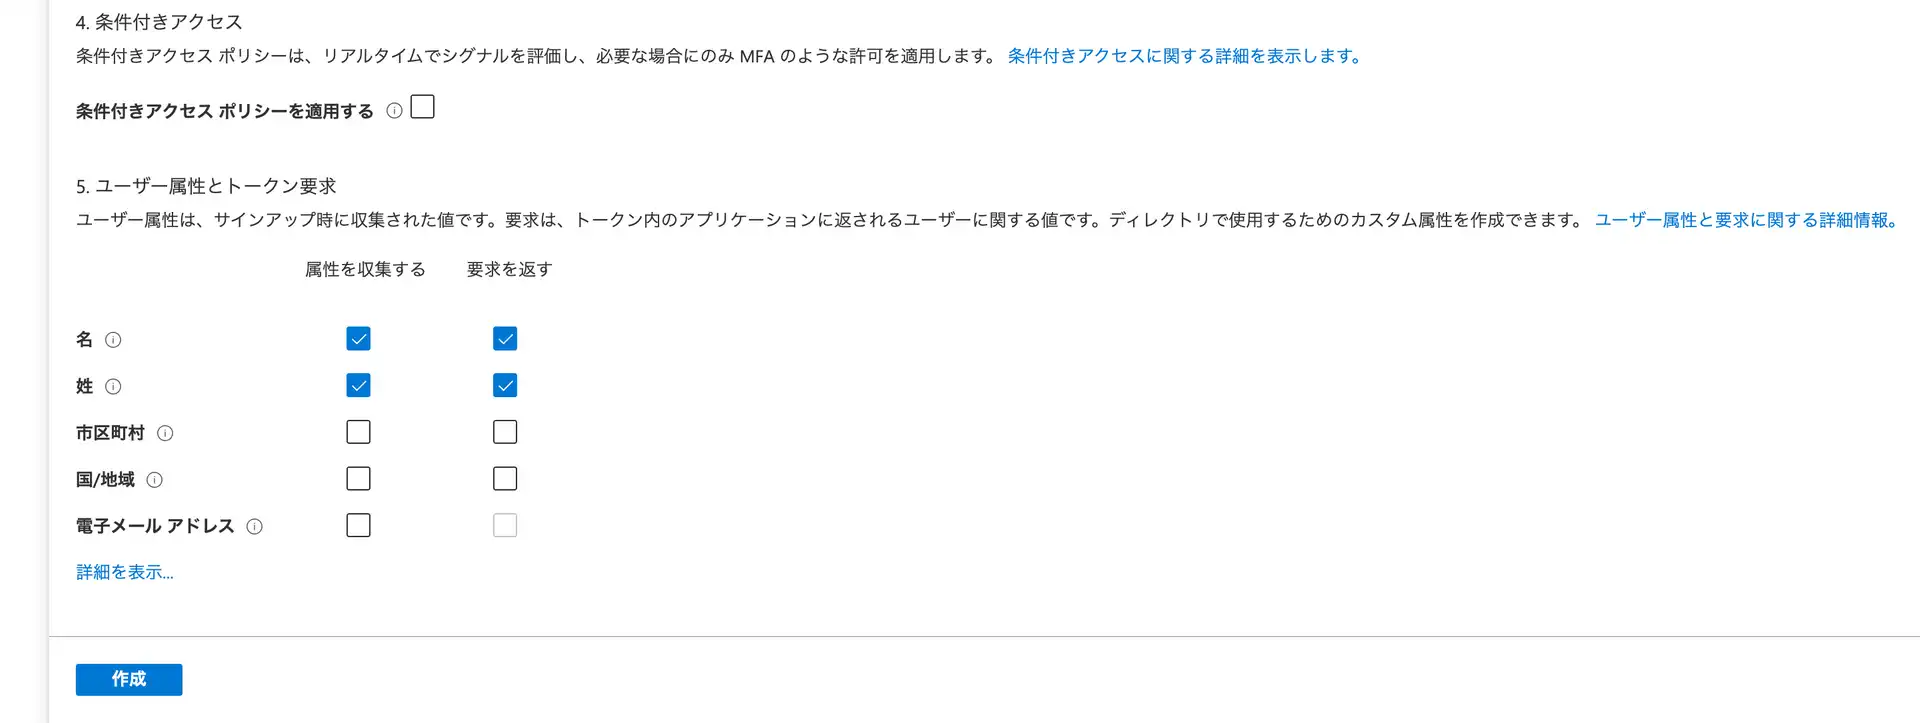 4. 条件付きアクセス
条件付きアクセス ポリシーは、リアルタイムでシグナルを評価し、必要な場合にのみ MFA のような許可を適用します。 条件付きアクセスに関する詳細を表示します。
条件付きアクセス ポリシーを適用する
5. ユーザー属性とトークン要求
ユーザー属性は、サインアップ時に収集された値です。要求は、トークン内のアプリケーションに返されるユーザーに関する値です。ディレクトリで使用するためのカスタム属性を作成できます。 ユーザー属性と要求に関する詳細情報。
属性を収集する 要求を返す
名
姓
市区町村
国/地域
電子メール アドレス
詳細を表示...
作成